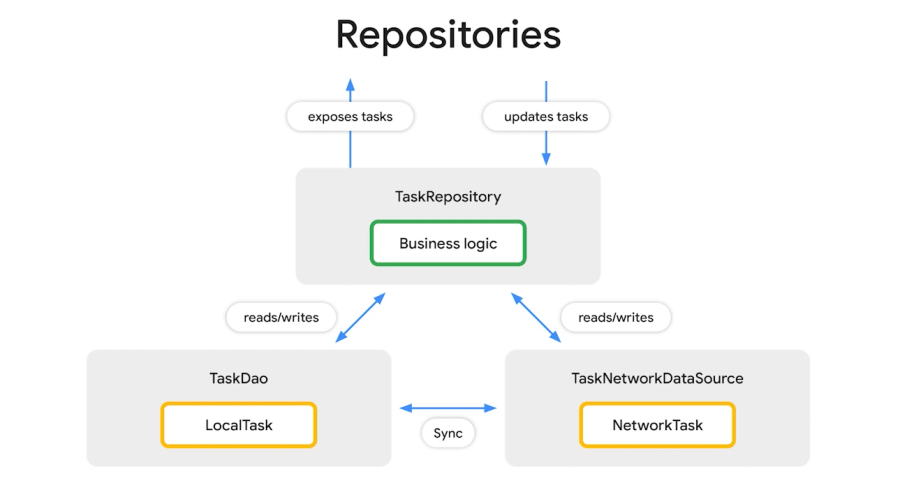 Repositories
exposes tasks
updates tasks
TaskRepository
Business logic
reads/writes
reads/writes
TaskDao
TaskNetworkDataSource
LocalTask
NetworkTask
Sync